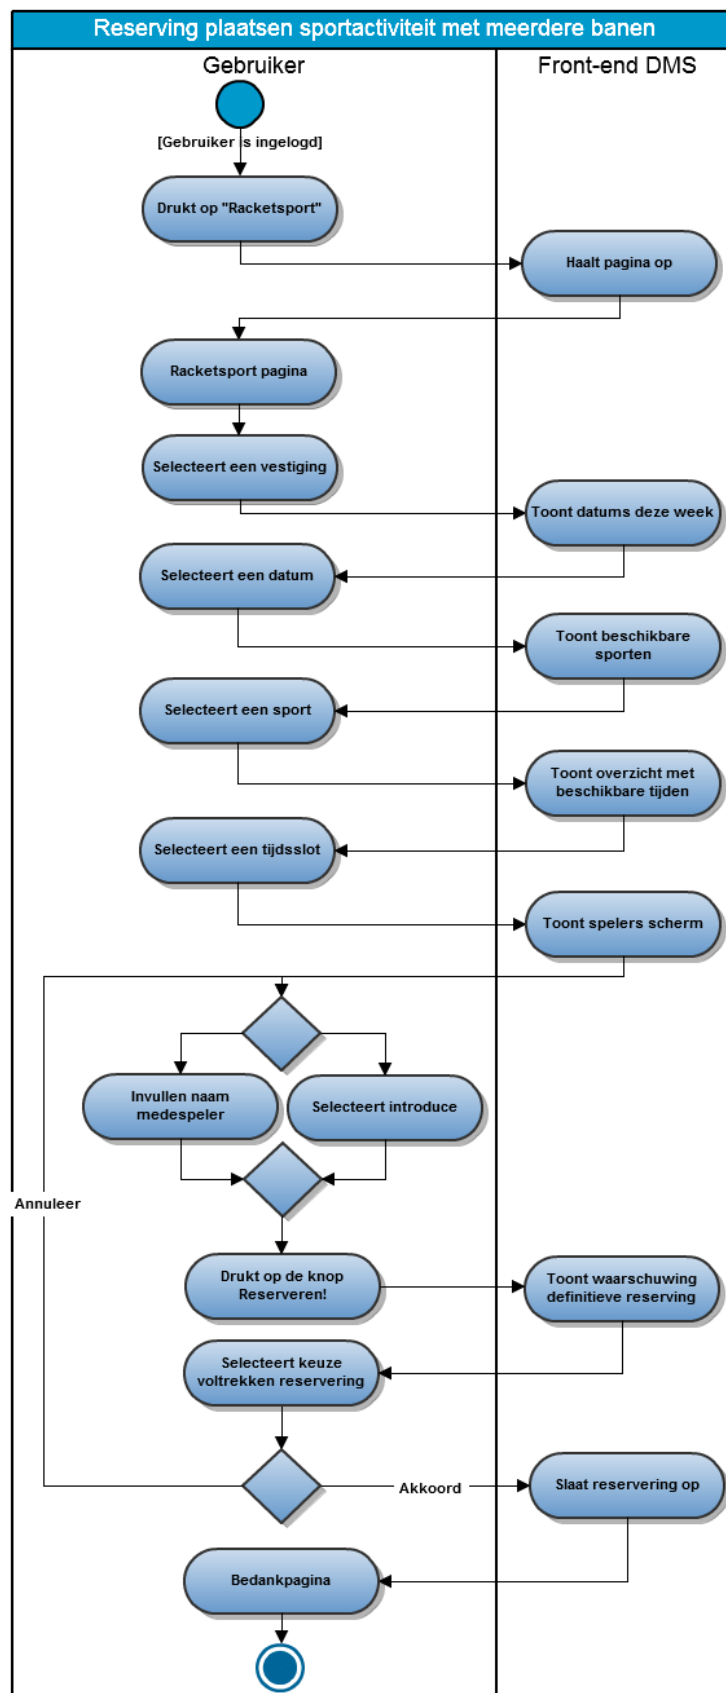 Reserving plaatsen sportactiviteit met meerdere banen
Gebruiker
Front-end DMS
[Gebruiker is ingelogd]
Drukt op "Racketsport"
Haalt pagina op
Racketsport pagina
Selecteert een vestiging
Toont datums deze week
Selecteert een datum
Toont beschikbare
sporten
Selecteert een sport
Toont overzicht met
beschikbare tijden
Selecteert een tijdsslot
Toont spelers scherm
Invullen naam
medespeler
Selecteert introduce
Annuleer
Drukt op de knop
Reserveren!
Toont waarschuwing
definitieve reserving
Selecteert keuze
voltrekken reservering
Akkoord
Slaat reservering op
Bedankpagina